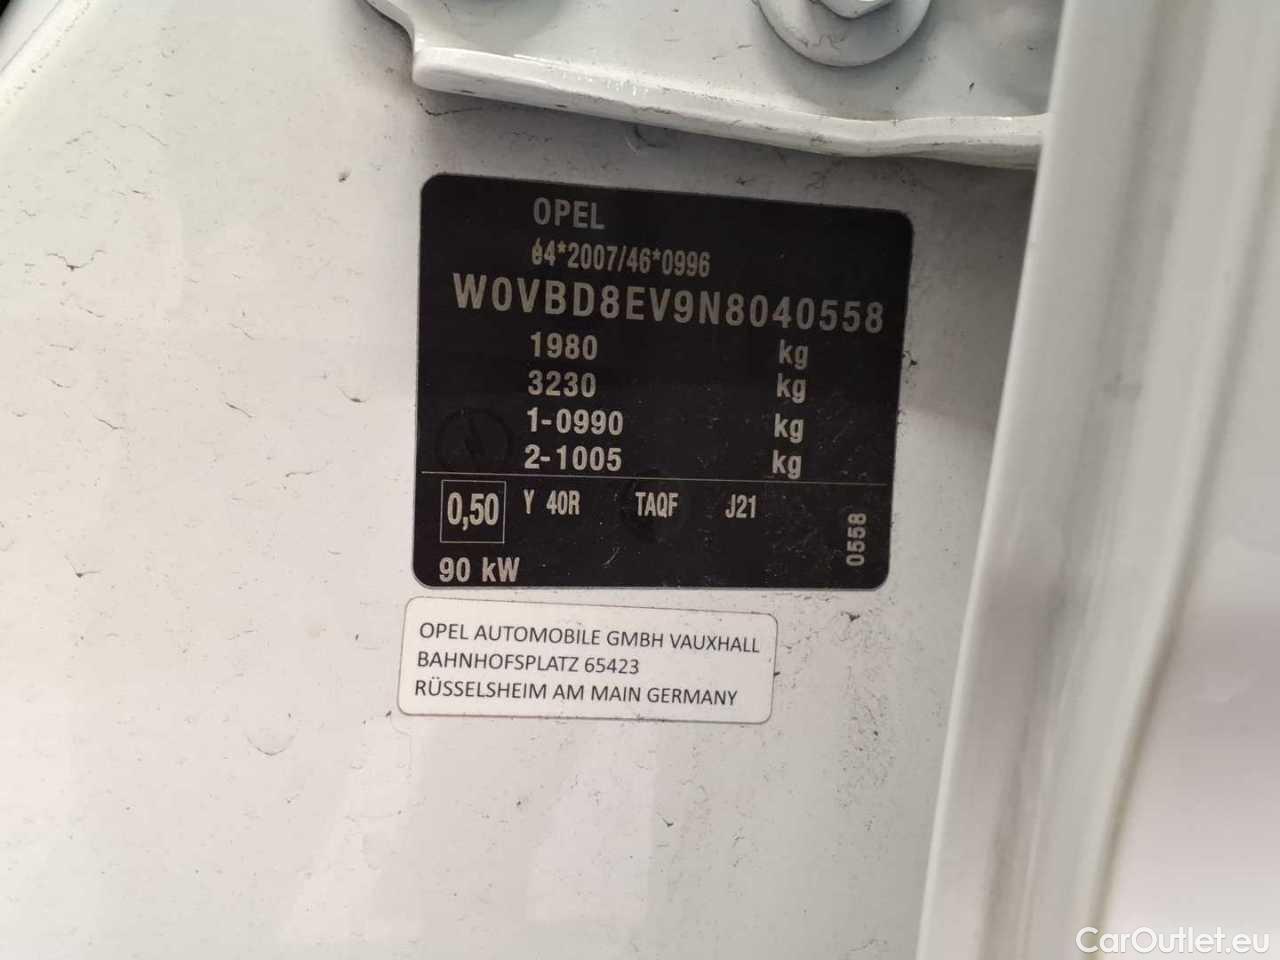 OPEL
e4*2007/46*0996
W0VBD8EV9N8040558
1980 kg
3230 kg
1-0990 kg
2-1005 kg
0,50 Y 40R TAQF J21
0558
90 kW
OPEL AUTOMOBILE GMBH VAUXHALL
BAHNHOFSPLATZ 65423
RÜSSELSHEIM AM MAIN GERMANY
CarOutlet.eu